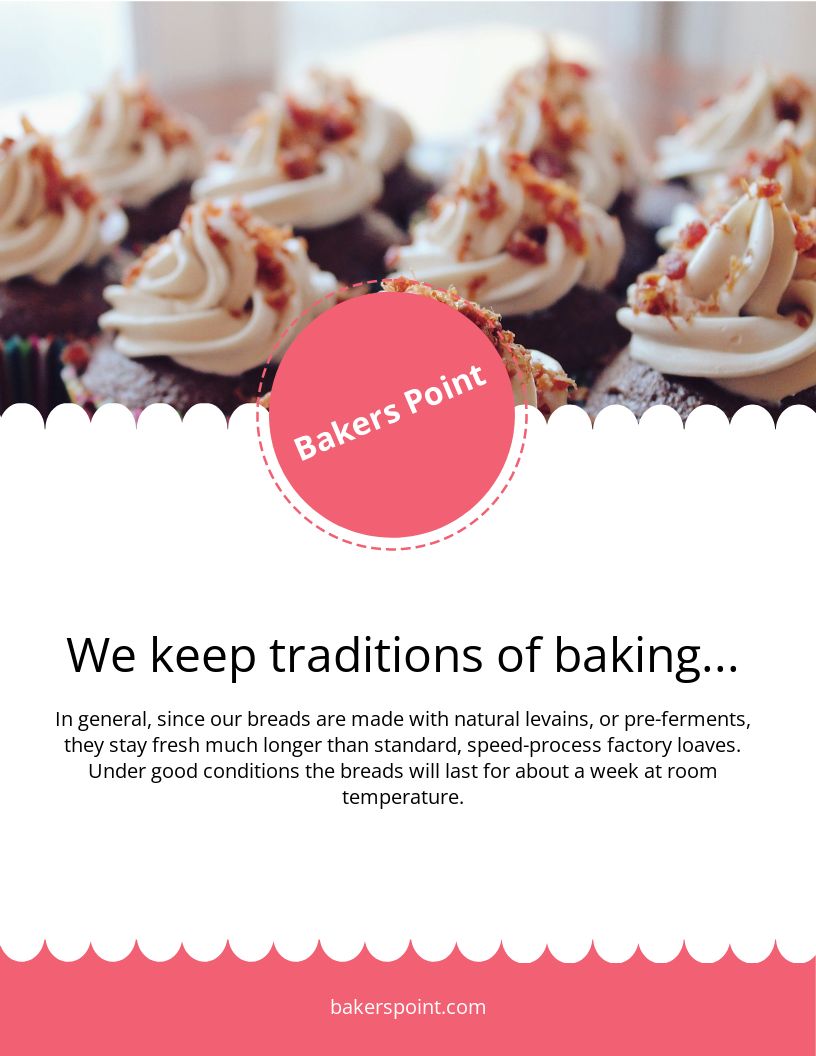 Bakers Point
We keep traditions of baking...
In general, since our breads are made with natural levains, or pre-ferments,
they stay fresh much longer than standard, speed-process factory loaves.
Under good conditions the breads will last for about a week at room
temperature.
bakerspoint.com